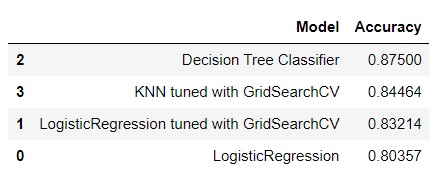 Model Accuracy
2 Decision Tree Classifier 0.87500
3 KNN tuned with GridSearchCV 0.84464
1 LogisticRegression tuned with GridSearchCV 0.83214
0 LogisticRegression 0.80357